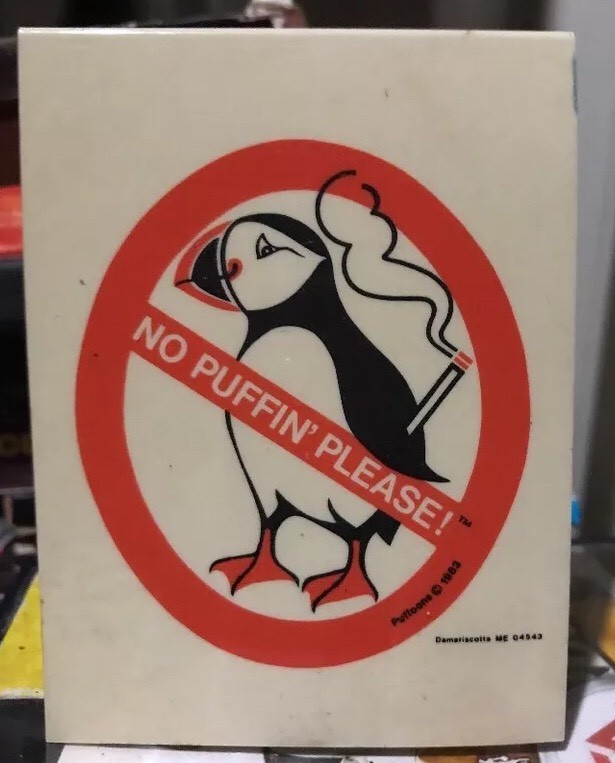 NO PUFFIN' PLEASE! ™
Puffoons © 1983
Damariscotta ME 04543